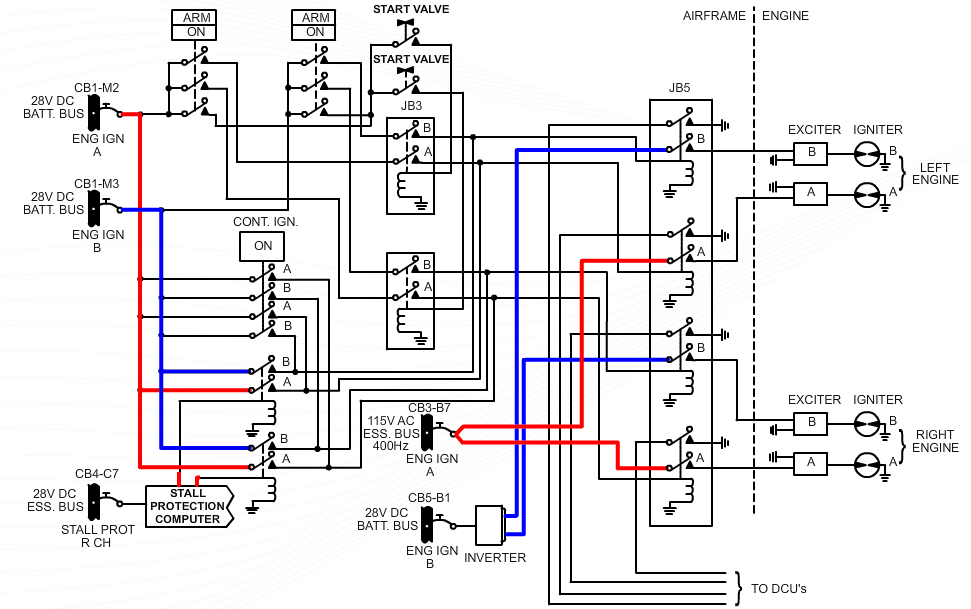 ARM
ON
ARM
ON
START VALVE
START VALVE
AIRFRAME
ENGINE
CB1-M2
28V DC
BATT. BUS
ENG IGN
A
JB3
B
A
JB5
B
EXCITER
IGNITER
B
B
A
A
LEFT
ENGINE
CB1-M3
28V DC
BATT. BUS
ENG IGN
B
CONT. IGN.
ON
A
B
A
B
B
A
B
A
B
A
A
B
A
CB3-B7
115V AC
ESS. BUS
400Hz
ENG IGN
A
EXCITER
IGNITER
B
B
A
A
RIGHT
ENGINE
CB4-C7
28V DC
ESS. BUS
STALL PROT
R CH
STALL
PROTECTION
COMPUTER
CB5-B1
28V DC
BATT. BUS
ENG IGN
B
INVERTER
TO DCU's